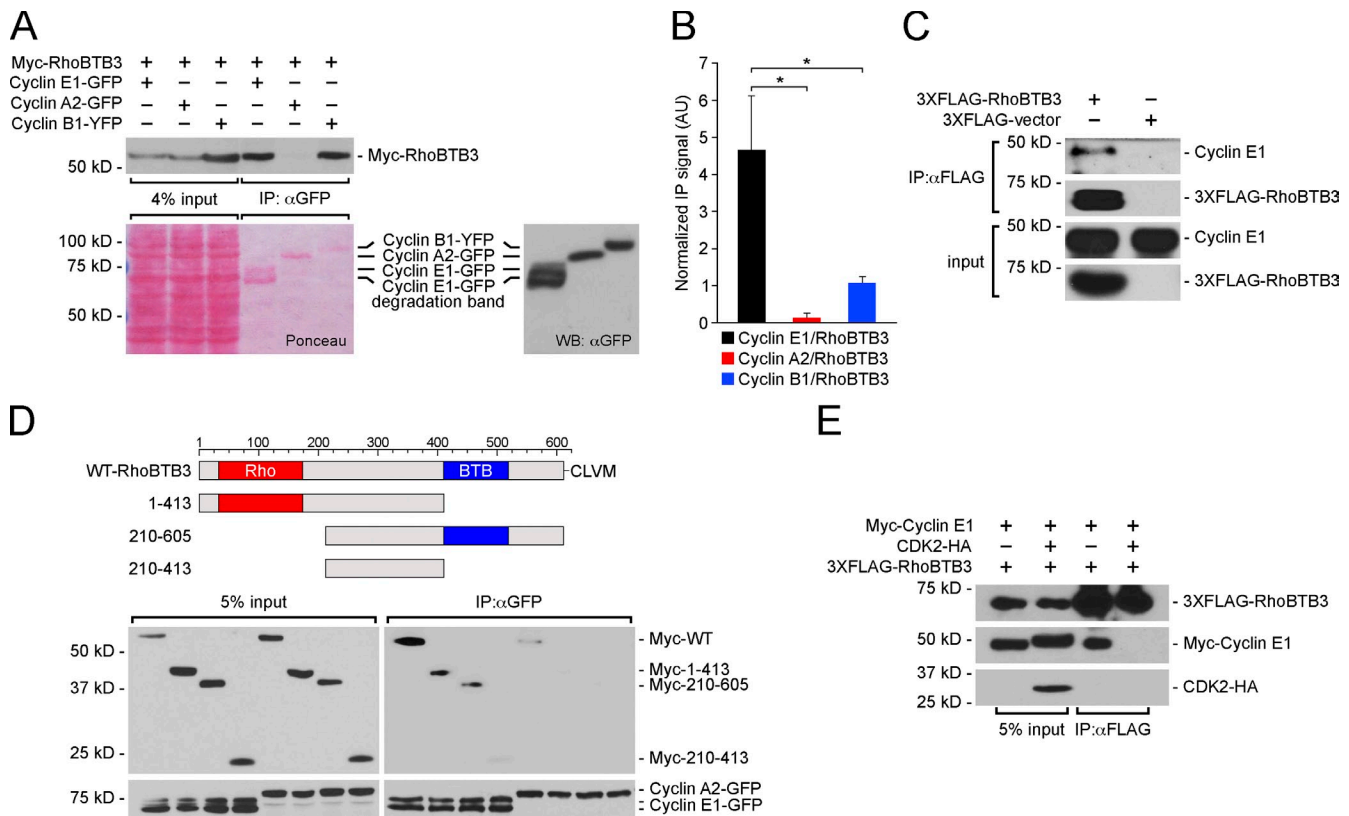 A
Myc-RhoBTB3 + + + + + +
Cyclin E1-GFP + – – + – –
Cyclin A2-GFP – + – – + –
Cyclin B1-YFP – – + – – +
50 kD -
- Myc-RhoBTB3
4% input IP: αGFP
100 kD -
75 kD -
50 kD -
Cyclin B1-YFP
Cyclin A2-GFP
Cyclin E1-GFP
Cyclin E1-GFP
degradation band
Ponceau
WB: αGFP
B
Normalized IP signal (AU)
7
6
5
4
3
2
1
0
*
*
Cyclin E1/RhoBTB3
Cyclin A2/RhoBTB3
Cyclin B1/RhoBTB3
C
3XFLAG-RhoBTB3 + –
3XFLAG-vector – +
IP:αFLAG
50 kD -
- Cyclin E1
75 kD -
- 3XFLAG-RhoBTB3
input
50 kD -
- Cyclin E1
75 kD -
- 3XFLAG-RhoBTB3
D
1 100 200 300 400 500 600
WT-RhoBTB3 Rho BTB -CLVM
1-413
210-605
210-413
5% input IP:αGFP
50 kD -
37 kD -
25 kD -
75 kD -
- Myc-WT
- Myc-1-413
- Myc-210-605
- Myc-210-413
- Cyclin A2-GFP
- Cyclin E1-GFP
E
Myc-Cyclin E1 + + + +
CDK2-HA – + – +
3XFLAG-RhoBTB3 + + + +
75 kD -
- 3XFLAG-RhoBTB3
50 kD -
- Myc-Cyclin E1
37 kD -
25 kD -
- CDK2-HA
5% input IP:αFLAG